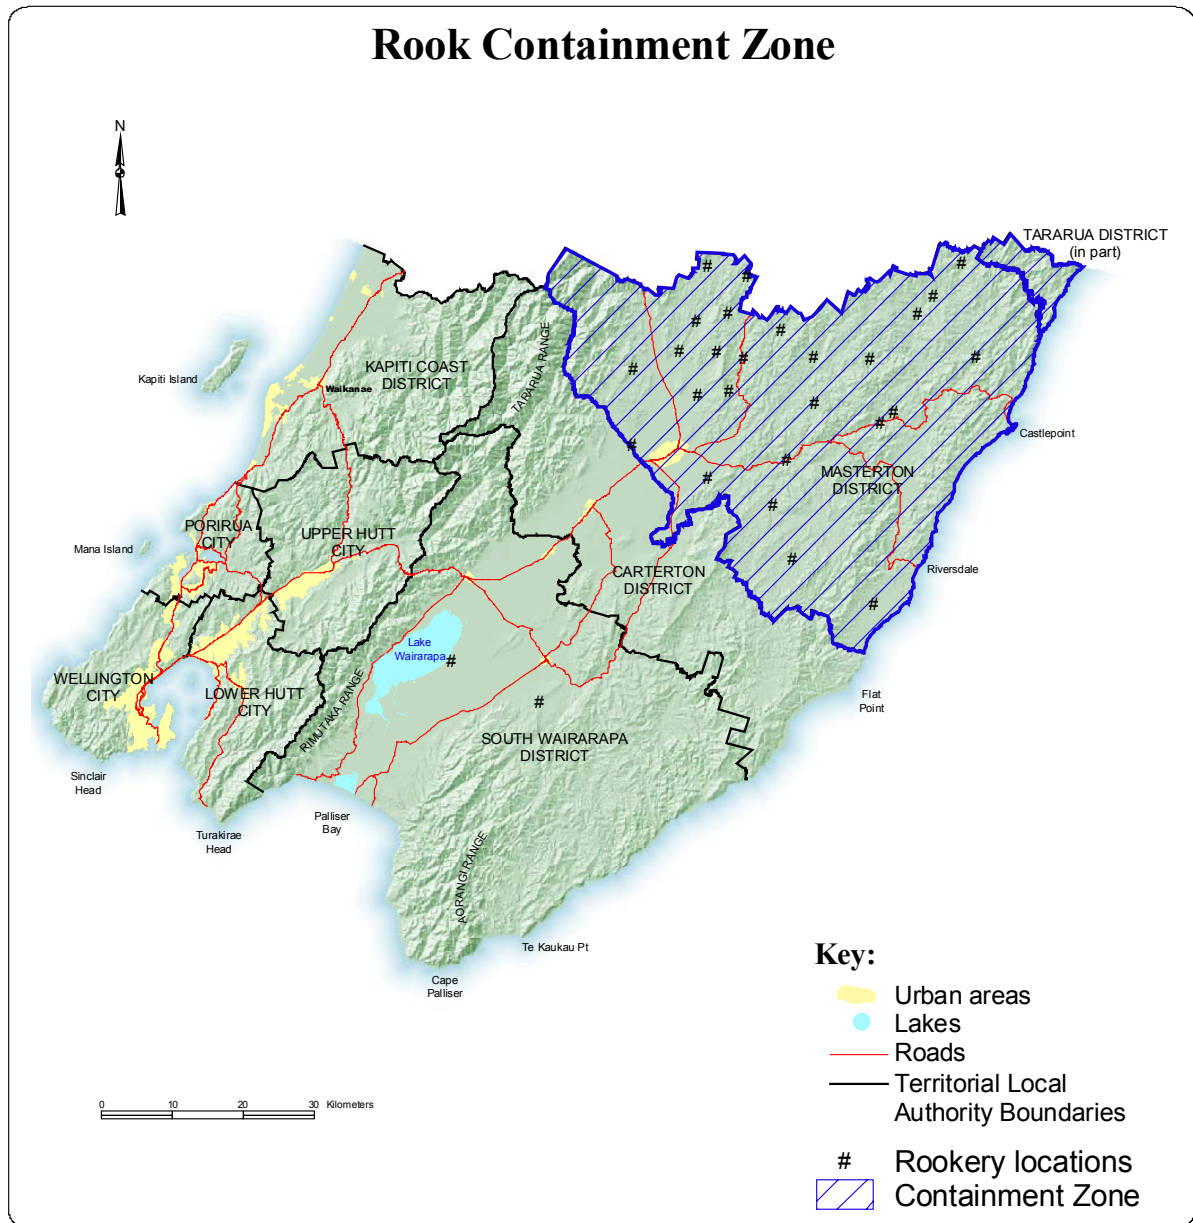 Rook Containment Zone
N
TARARUA DISTRICT
(in part)
Kapiti Island
KAPITI COAST
DISTRICT
Waikanae
TARARUA RANGE
Castlepoint
MASTERTON
DISTRICT
PORIRUA
CITY
UPPER HUTT
CITY
Mana Island
CARTERTON
DISTRICT
Riversdale
Lake
Wairarapa
WELLINGTON
CITY
LOWER HUTT
CITY
RIMUTAKA RANGE
Flat
Point
SOUTH WAIRARAPA
DISTRICT
Sinclair
Head
Palliser
Bay
Turakirae
Head
AORANGI RANGE
Te Kaukau Pt
Cape
Palliser
Key:
Urban areas
Lakes
Roads
Territorial Local
Authority Boundaries
# Rookery locations
Containment Zone
0 10 20 30 Kilometers